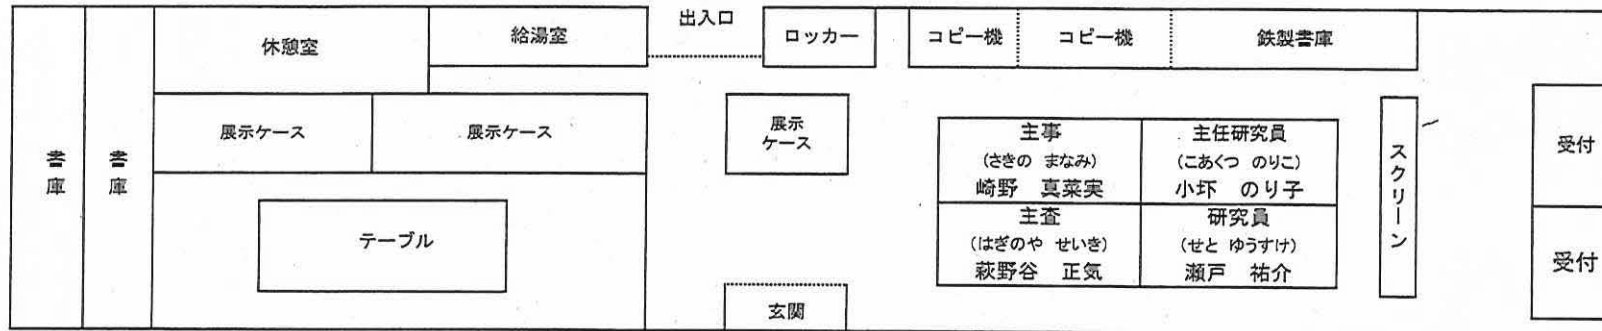 書庫
書庫
休憩室
給湯室
出入口
ロッカー
コピー機
コピー機
鉄製書庫
展示ケース
展示ケース
展示
ケース
テーブル
玄関
主事
(さきの まなみ)
崎野 真菜実
主任研究員
(こあくつ のりこ)
小圷 のり子
主査
(はぎのや せいき)
萩野谷 正気
研究員
(せと ゆうすけ)
瀬戸 祐介
スクリーン
受付
受付